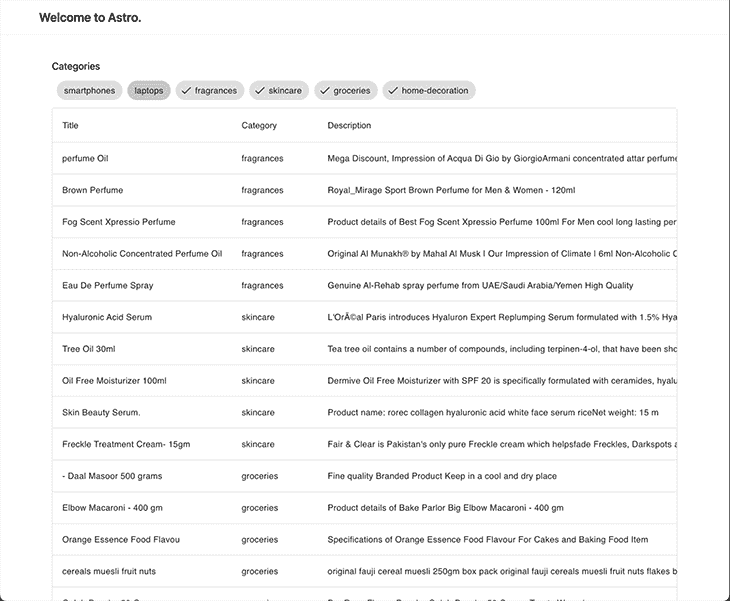 Welcome to Astro.
Categories
smartphones laptops fragrances skincare groceries home-decoration
Title Category Description
perfume Oil fragrances Mega Discount, Impression of Acqua Di Gio by GiorgioArmani concentrated attar perfume
Brown Perfume fragrances Royal_Mirage Sport Brown Perfume for Men & Women - 120ml
Fog Scent Xpressio Perfume fragrances Product details of Best Fog Scent Xpressio Perfume 100ml For Men cool long lasting per
Non-Alcoholic Concentrated Perfume Oil fragrances Original Al Munakh® by Mahal Al Musk I Our Impression of Climate I 6ml Non-Alcoholic C
Eau De Perfume Spray fragrances Genuine Al-Rehab spray perfume from UAE/Saudi Arabia/Yemen High Quality
Hyaluronic Acid Serum skincare L'OrÃ©al Paris introduces Hyaluron Expert Replumping Serum formulated with 1.5% Hya
Tree Oil 30ml skincare Tea tree oil contains a number of compounds, including terpinen-4-ol, that have been sho
Oil Free Moisturizer 100ml skincare Dermive Oil Free Moisturizer with SPF 20 is specifically formulated with ceramides, hyalu
Skin Beauty Serum. skincare Product name: rorec collagen hyaluronic acid white face serum riceNet weight: 15 m
Freckle Treatment Cream- 15gm skincare Fair & Clear is Pakistan's only pure Freckle cream which helpsfade Freckles, Darkspots a
- Daal Masoor 500 grams groceries Fine quality Branded Product Keep in a cool and dry place
Elbow Macaroni - 400 gm groceries Product details of Bake Parlor Big Elbow Macaroni - 400 gm
Orange Essence Food Flavou groceries Specifications of Orange Essence Food Flavour For Cakes and Baking Food Item
cereals muesli fruit nuts groceries original fauji cereal muesli 250gm box pack original fauji cereals muesli fruit nuts flakes b